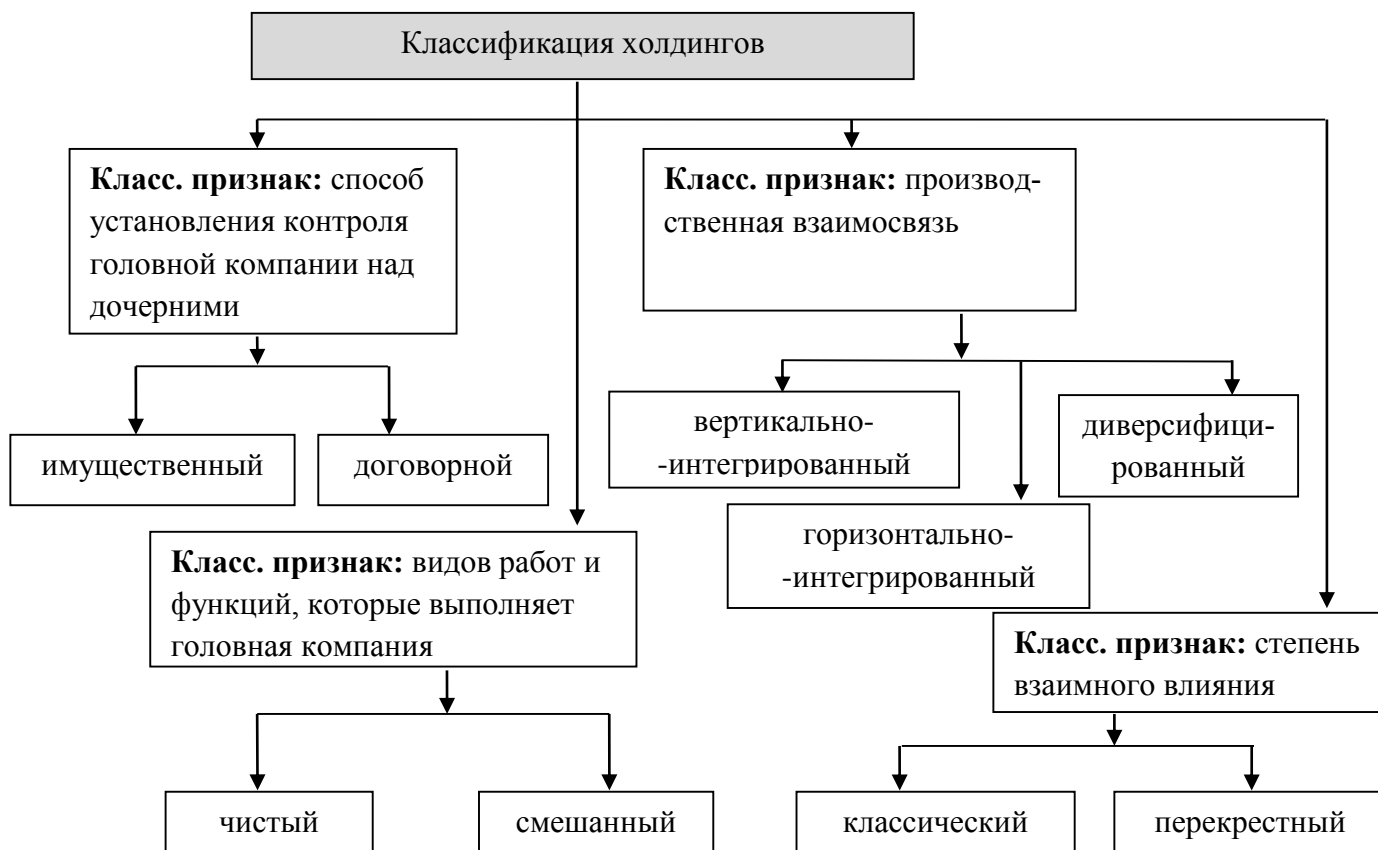 Классификация холдингов
Класс. признак: способ
установления контроля
головной компании над
дочерними
Класс. признак: производ-
ственная взаимосвязь
имущественный
договорной
вертикально-
-интегрированный
диверсифици-
рованный
горизонтально-
-интегрированный
Класс. признак: видов работ и
функций, которые выполняет
головная компания
Класс. признак: степень
взаимного влияния
чистый
смешанный
классический
перекрестный